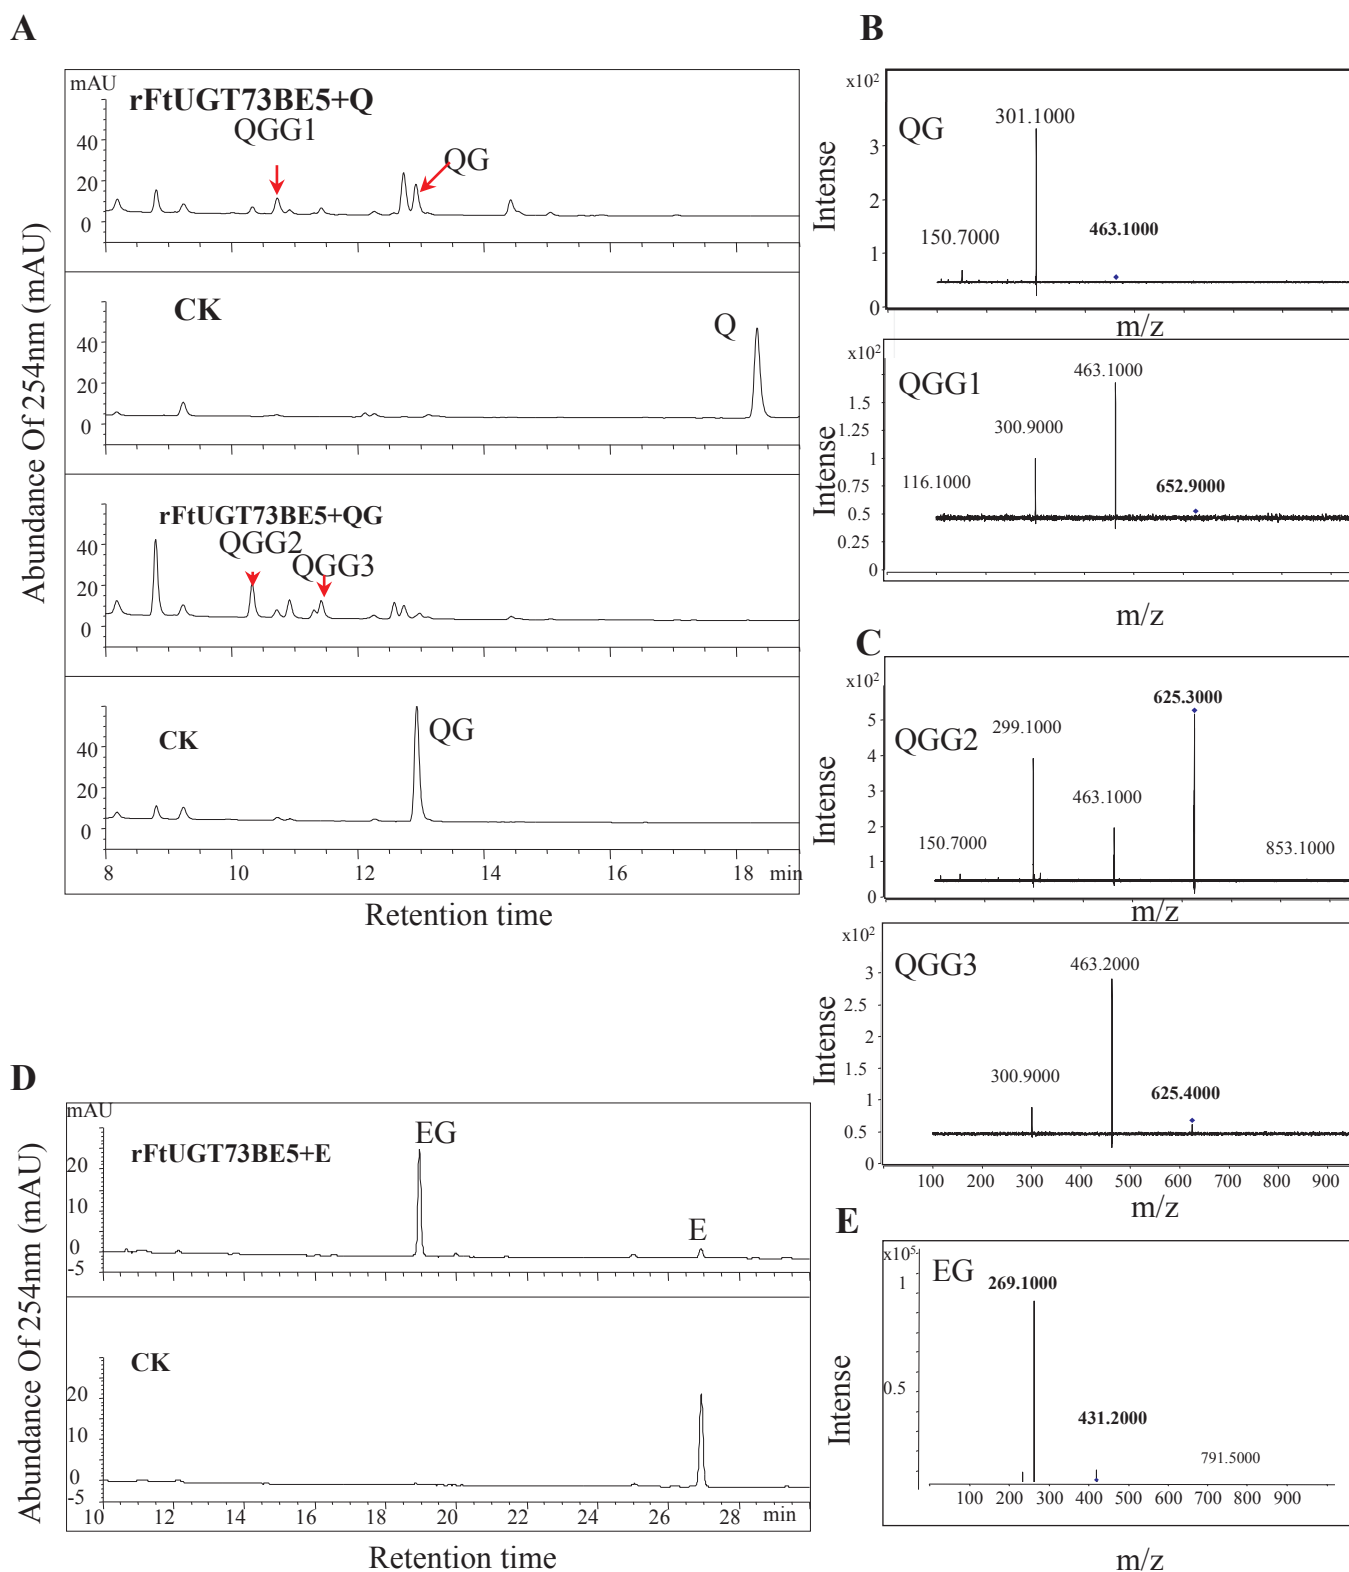 A
mAU
rFtUGT73BE5+Q
QGG1
QG
40
20
0
CK
Q
40
20
0
rFtUGT73BE5+QG
QGG2
QGG3
40
20
0
CK
QG
40
20
0
8 10 12 14 16 18 min
Retention time
Abundance Of 254nm (mAU)
B
x10²
QG
301.1000
463.1000
150.7000
3
2
1
0
Intense
m/z
x10²
QGG1
463.1000
300.9000
116.1000
652.9000
1.5
1.25
1
0.75
0.5
0.25
0
Intense
m/z
C
x10²
QGG2
625.3000
299.1000
463.1000
150.7000
853.1000
5
4
3
2
1
0
Intense
m/z
x10²
QGG3
463.2000
300.9000
625.4000
3
2.5
2
1.5
1
0.5
0
Intense
100 200 300 400 500 600 700 800 900
m/z
D
mAU
rFtUGT73BE5+E
EG
E
20
10
0
-5
CK
20
10
0
-5
10 12 14 16 18 20 22 24 26 28 min
Retention time
Abundance Of 254nm (mAU)
E
x10⁵
EG
269.1000
431.2000
791.5000
1
0.5
Intense
100 200 300 400 500 600 700 800 900
m/z